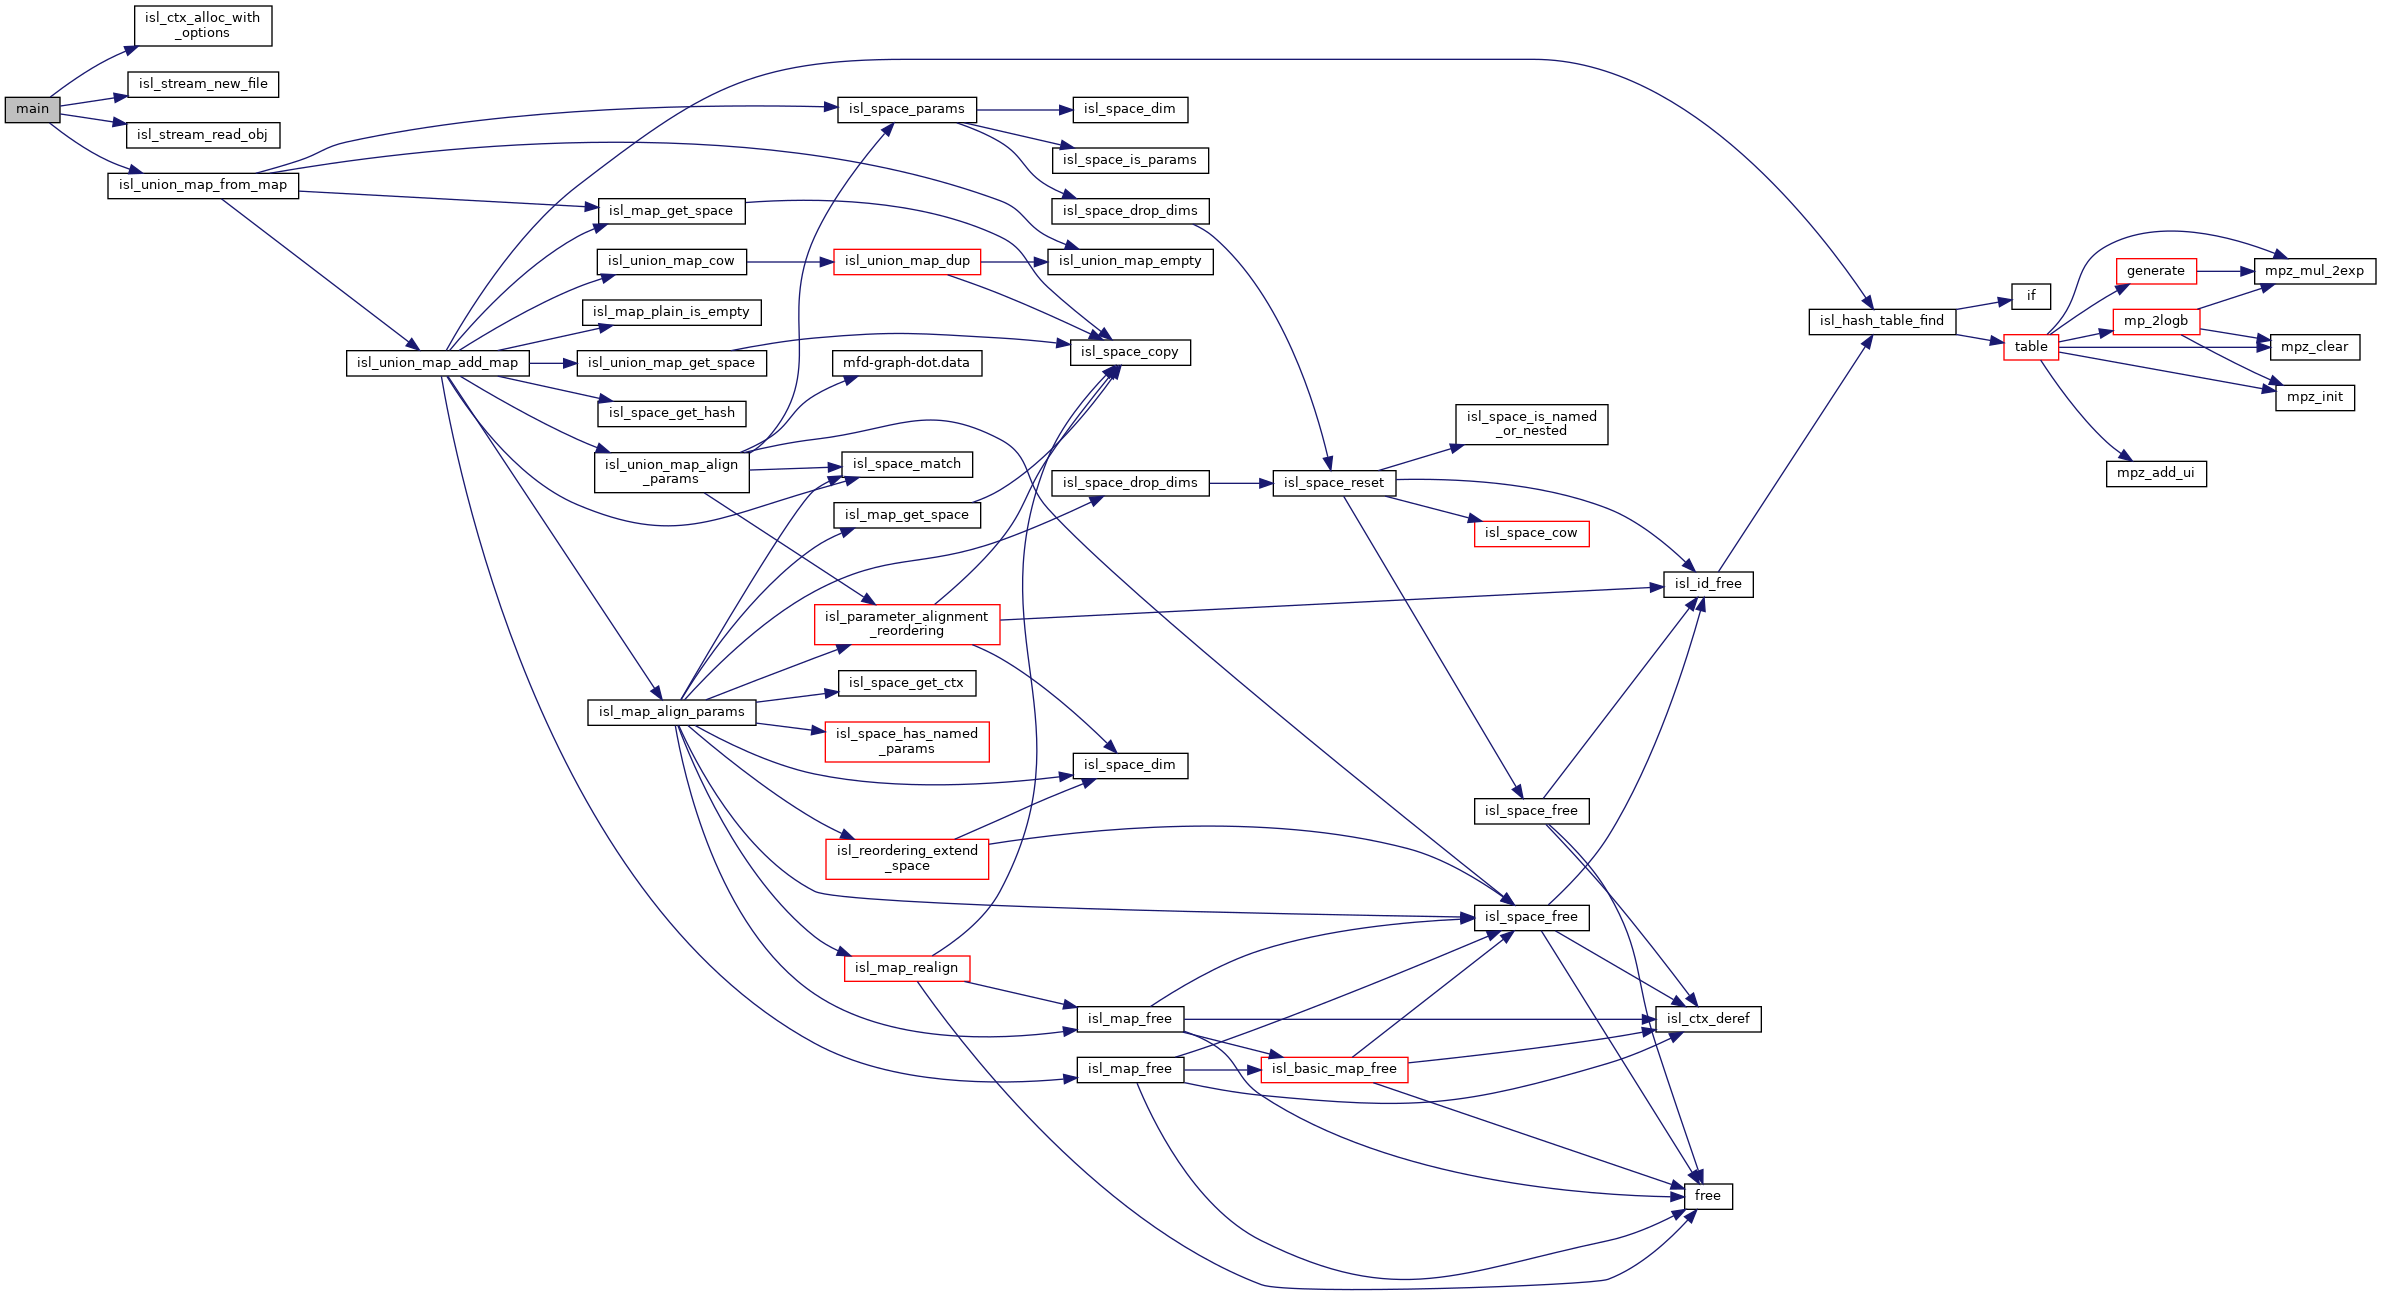 main
isl_ctx_alloc_with
_options
isl_stream_new_file
isl_stream_read_obj
isl_union_map_from_map
isl_union_map_add_map
isl_map_get_space
isl_union_map_cow
isl_map_plain_is_empty
isl_union_map_get_space
isl_space_get_hash
isl_union_map_align
_params
isl_map_align_params
isl_space_params
isl_union_map_dup
mfd-graph-dot.data
isl_space_match
isl_map_get_space
isl_parameter_alignment
_reordering
isl_space_get_ctx
isl_space_has_named
_params
isl_reordering_extend
_space
isl_map_realign
isl_space_dim
isl_space_is_params
isl_space_drop_dims
isl_union_map_empty
isl_space_copy
isl_space_drop_dims
isl_space_dim
isl_map_free
isl_map_free
isl_space_reset
isl_basic_map_free
isl_space_is_named
_or_nested
isl_space_cow
isl_space_free
isl_space_free
isl_id_free
isl_ctx_deref
free
isl_hash_table_find
if
table
generate
mp_2logb
mpz_add_ui
mpz_mul_2exp
mpz_clear
mpz_init